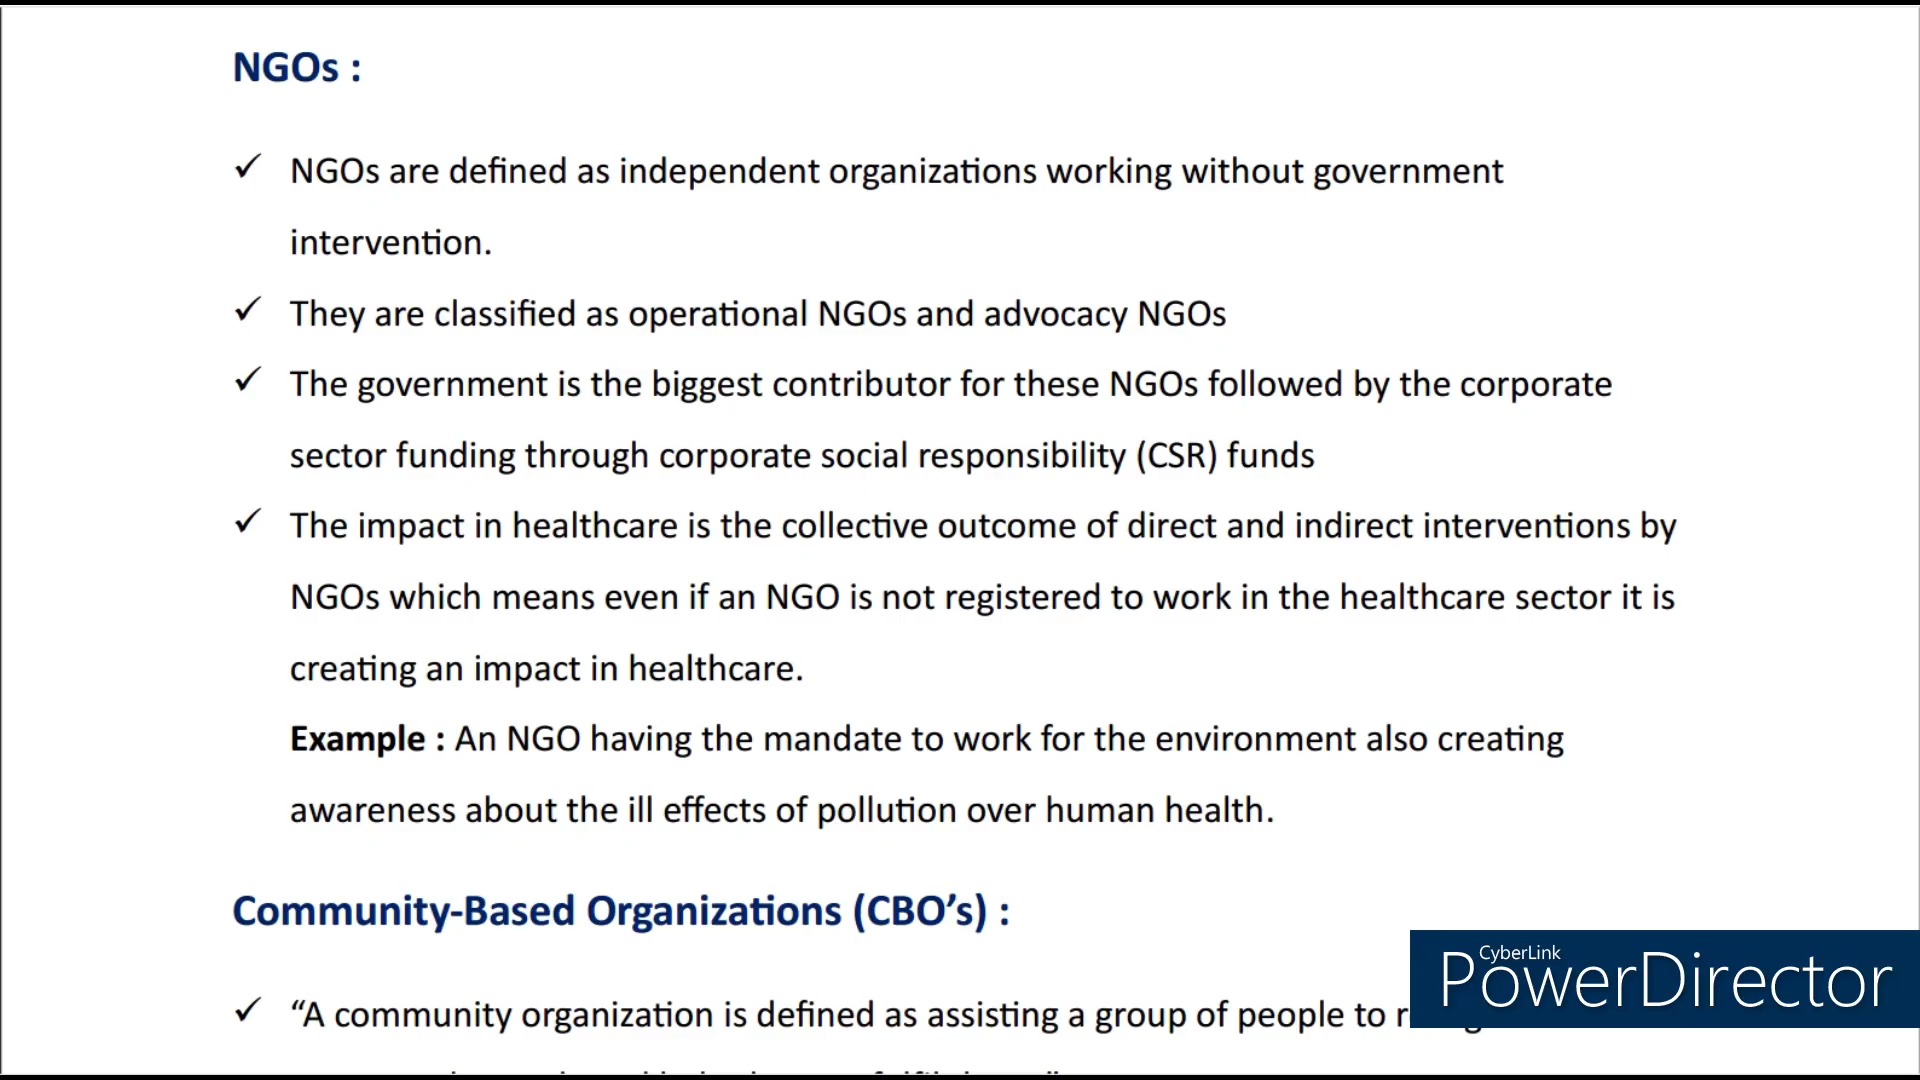 NGOs :
✓ NGOs are defined as independent organizations working without government
intervention.
✓ They are classified as operational NGOs and advocacy NGOs
✓ The government is the biggest contributor for these NGOs followed by the corporate
sector funding through corporate social responsibility (CSR) funds
✓ The impact in healthcare is the collective outcome of direct and indirect interventions by
NGOs which means even if an NGO is not registered to work in the healthcare sector it is
creating an impact in healthcare.
Example : An NGO having the mandate to work for the environment also creating
awareness about the ill effects of pollution over human health.
Community-Based Organizations (CBO’s) :
✓ “A community organization is defined as assisting a group of people to
CyberLink
PowerDirector